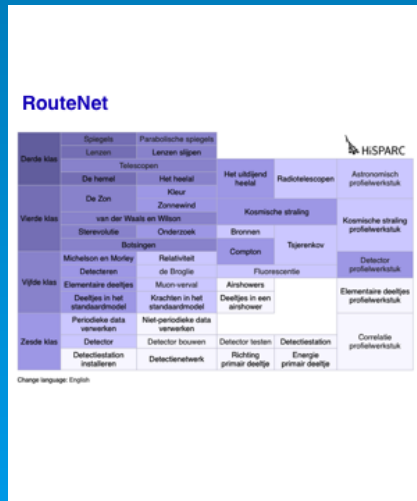 RouteNet
HiSPARC
Derde klas
Spiegels
Parabolische spiegels
Lenzen
Lenzen slijpen
Telescopen
De hemel
Het heelal
Het uitdijend
heelal
Radiotelescopen
Astronomisch
profielwerkstuk
Vierde klas
De Zon
Kleur
Zonnewind
Kosmische straling
Kosmische straling
profielwerkstuk
van der Waals en Wilson
Sterevolutie
Onderzoek
Bronnen
Tsjerenkov
Botsingen
Compton
Detector
profielwerkstuk
Vijfde klas
Michelson en Morley
Relativiteit
Detecteren
de Broglie
Fluorescentie
Elementaire deeltjes
Muon-verval
Airshowers
Elementaire deeltjes
profielwerkstuk
Deeltjes in het
standaardmodel
Krachten in het
standaardmodel
Deeltjes in een
airshower
Zesde klas
Periodieke data
verwerken
Niet-periodieke data
verwerken
Correlatie
profielwerkstuk
Detector
Detector bouwen
Detector testen
Detectiestation
Detectiestation
installeren
Detectienetwerk
Richting
primair deeltje
Energie
primair deeltje
Change language: English